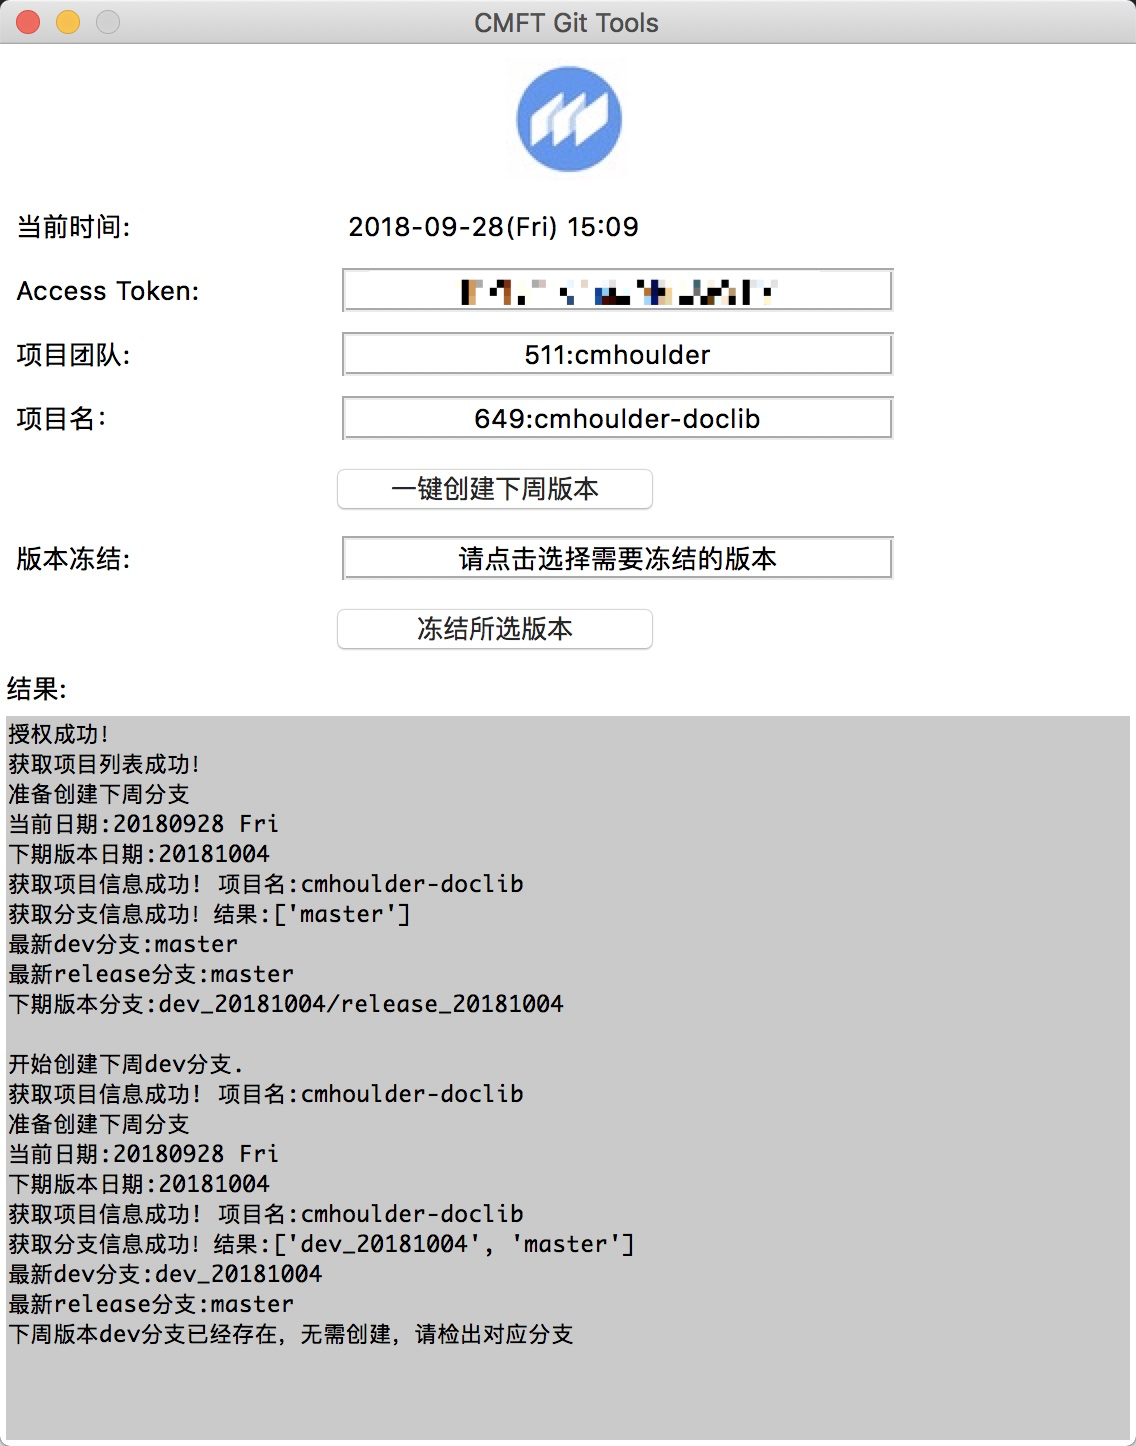 CMFT Git Tools
当前时间: 2018-09-28(Fri) 15:09
Access Token:
项目团队: 511:cmhoulder
项目名: 649:cmhoulder-doclib
一键创建下周版本
版本冻结: 请点击选择需要冻结的版本
冻结所选版本
结果:
授权成功!
获取项目列表成功!
准备创建下周分支
当前日期:20180928 Fri
下期版本日期:20181004
获取项目信息成功! 项目名:cmhoulder-doclib
获取分支信息成功! 结果:['master']
最新dev分支:master
最新release分支:master
下期版本分支:dev_20181004/release_20181004
开始创建下周dev分支.
获取项目信息成功! 项目名:cmhoulder-doclib
准备创建下周分支
当前日期:20180928 Fri
下期版本日期:20181004
获取项目信息成功! 项目名:cmhoulder-doclib
获取分支信息成功! 结果:['dev_20181004', 'master']
最新dev分支:dev_20181004
最新release分支:master
下周版本dev分支已经存在，无需创建，请检出对应分支